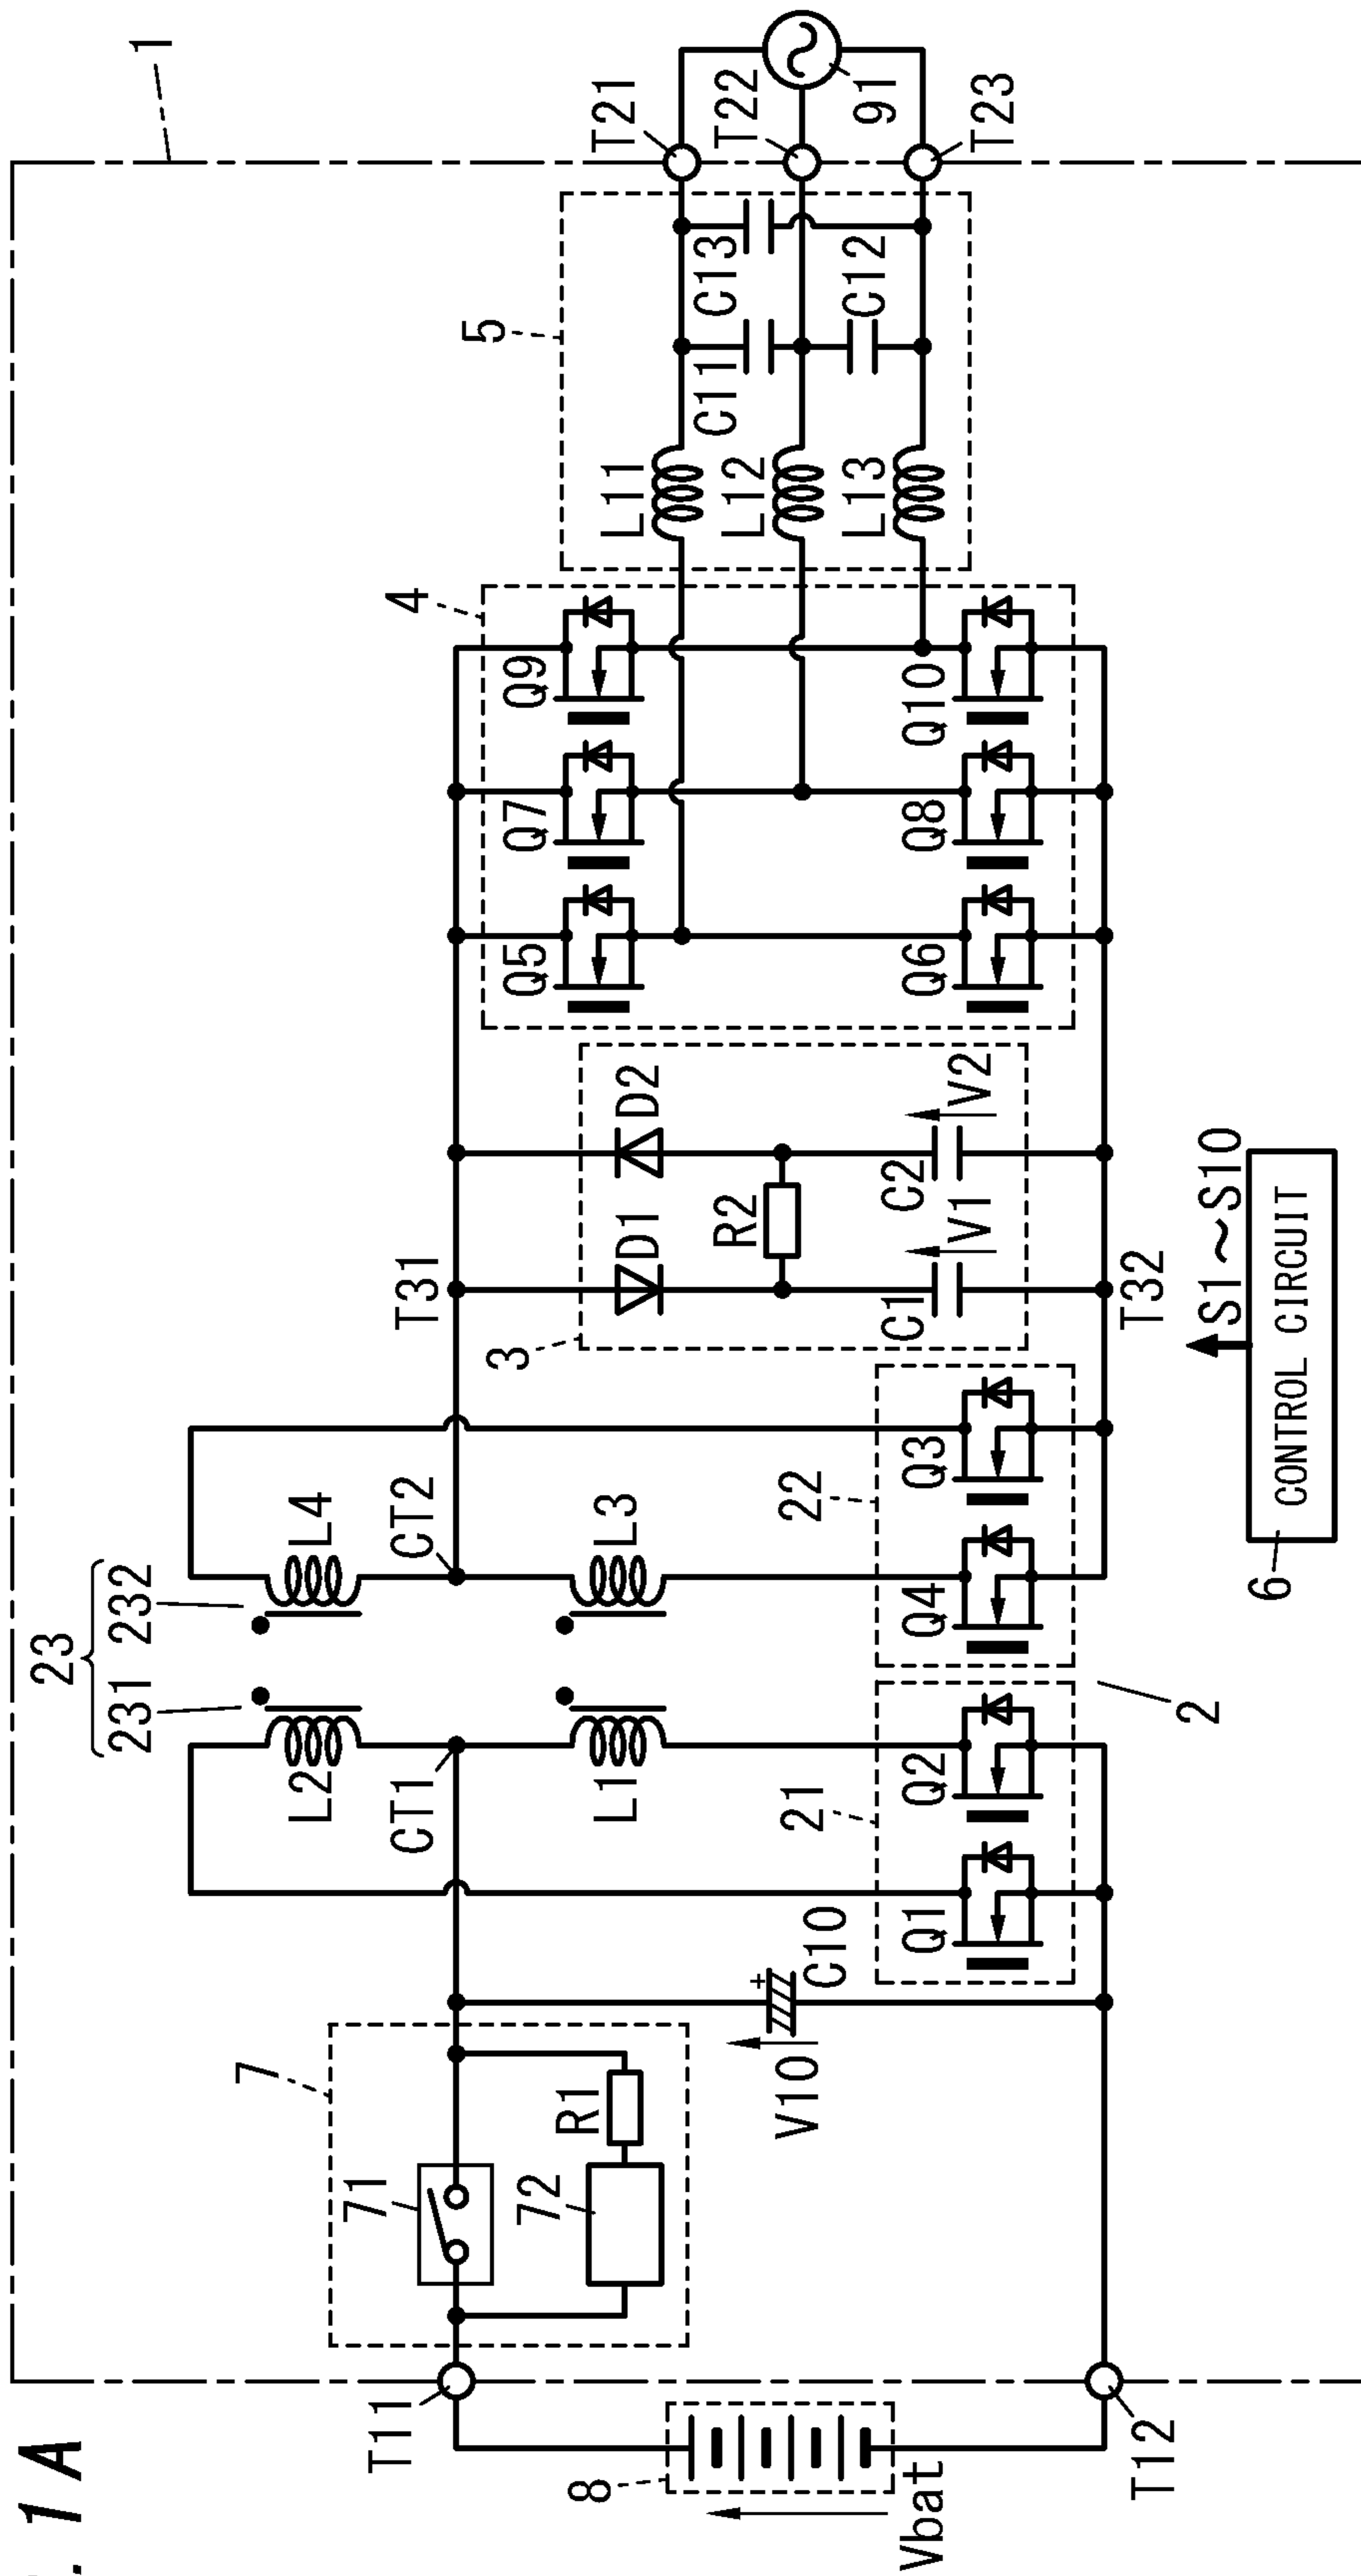 . 1 A
1
23
231 232
L2
L4
CT1
CT2
L1
L3
7
71
72
R1
T11
T12
8
Vbat
V10
+
C10
21
Q1
Q2
22
Q4
Q3
2
T31
T32
3
D1
D2
R2
C1
V1
C2
V2
4
Q5
Q7
Q9
Q6
Q8
Q10
5
L11
L12
L13
C11
C13
C12
T21
T22
T23
91
S1~S10
6
CONTROL CIRCUIT